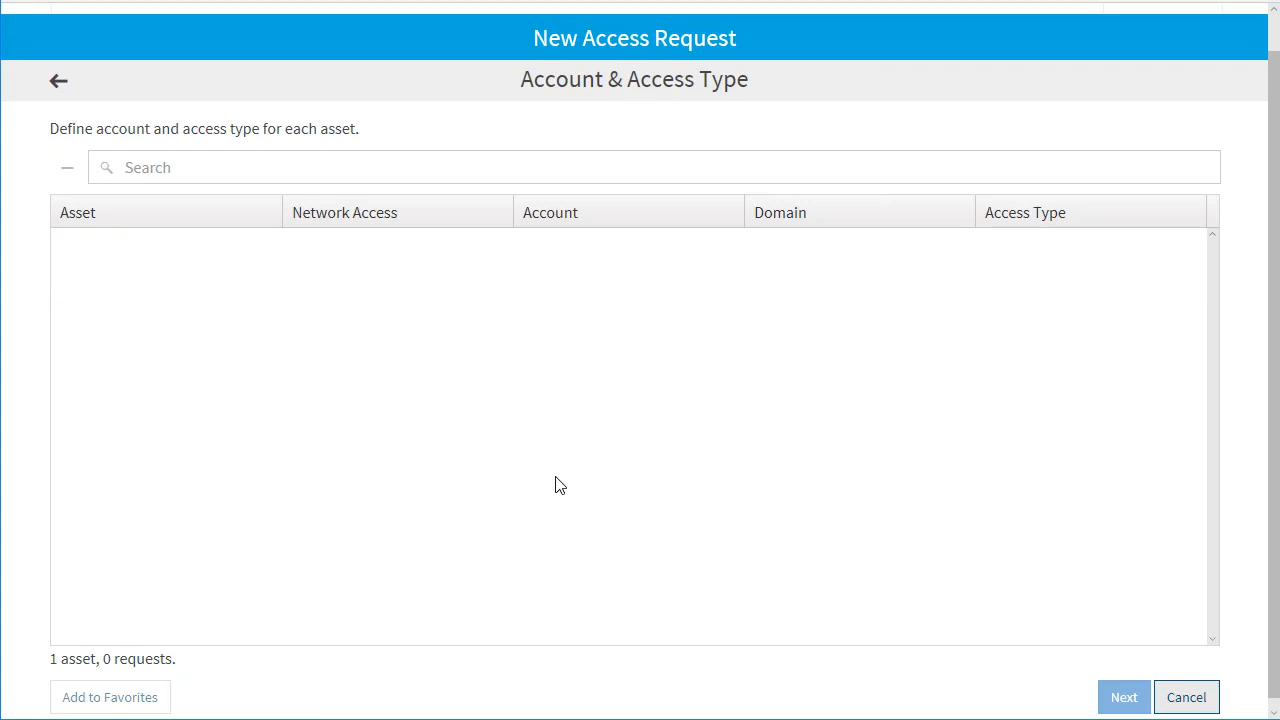 New Access Request
Account & Access Type
Define account and access type for each asset.
Search
Asset Network Access Account Domain Access Type
1 asset, 0 requests.
Add to Favorites Next Cancel